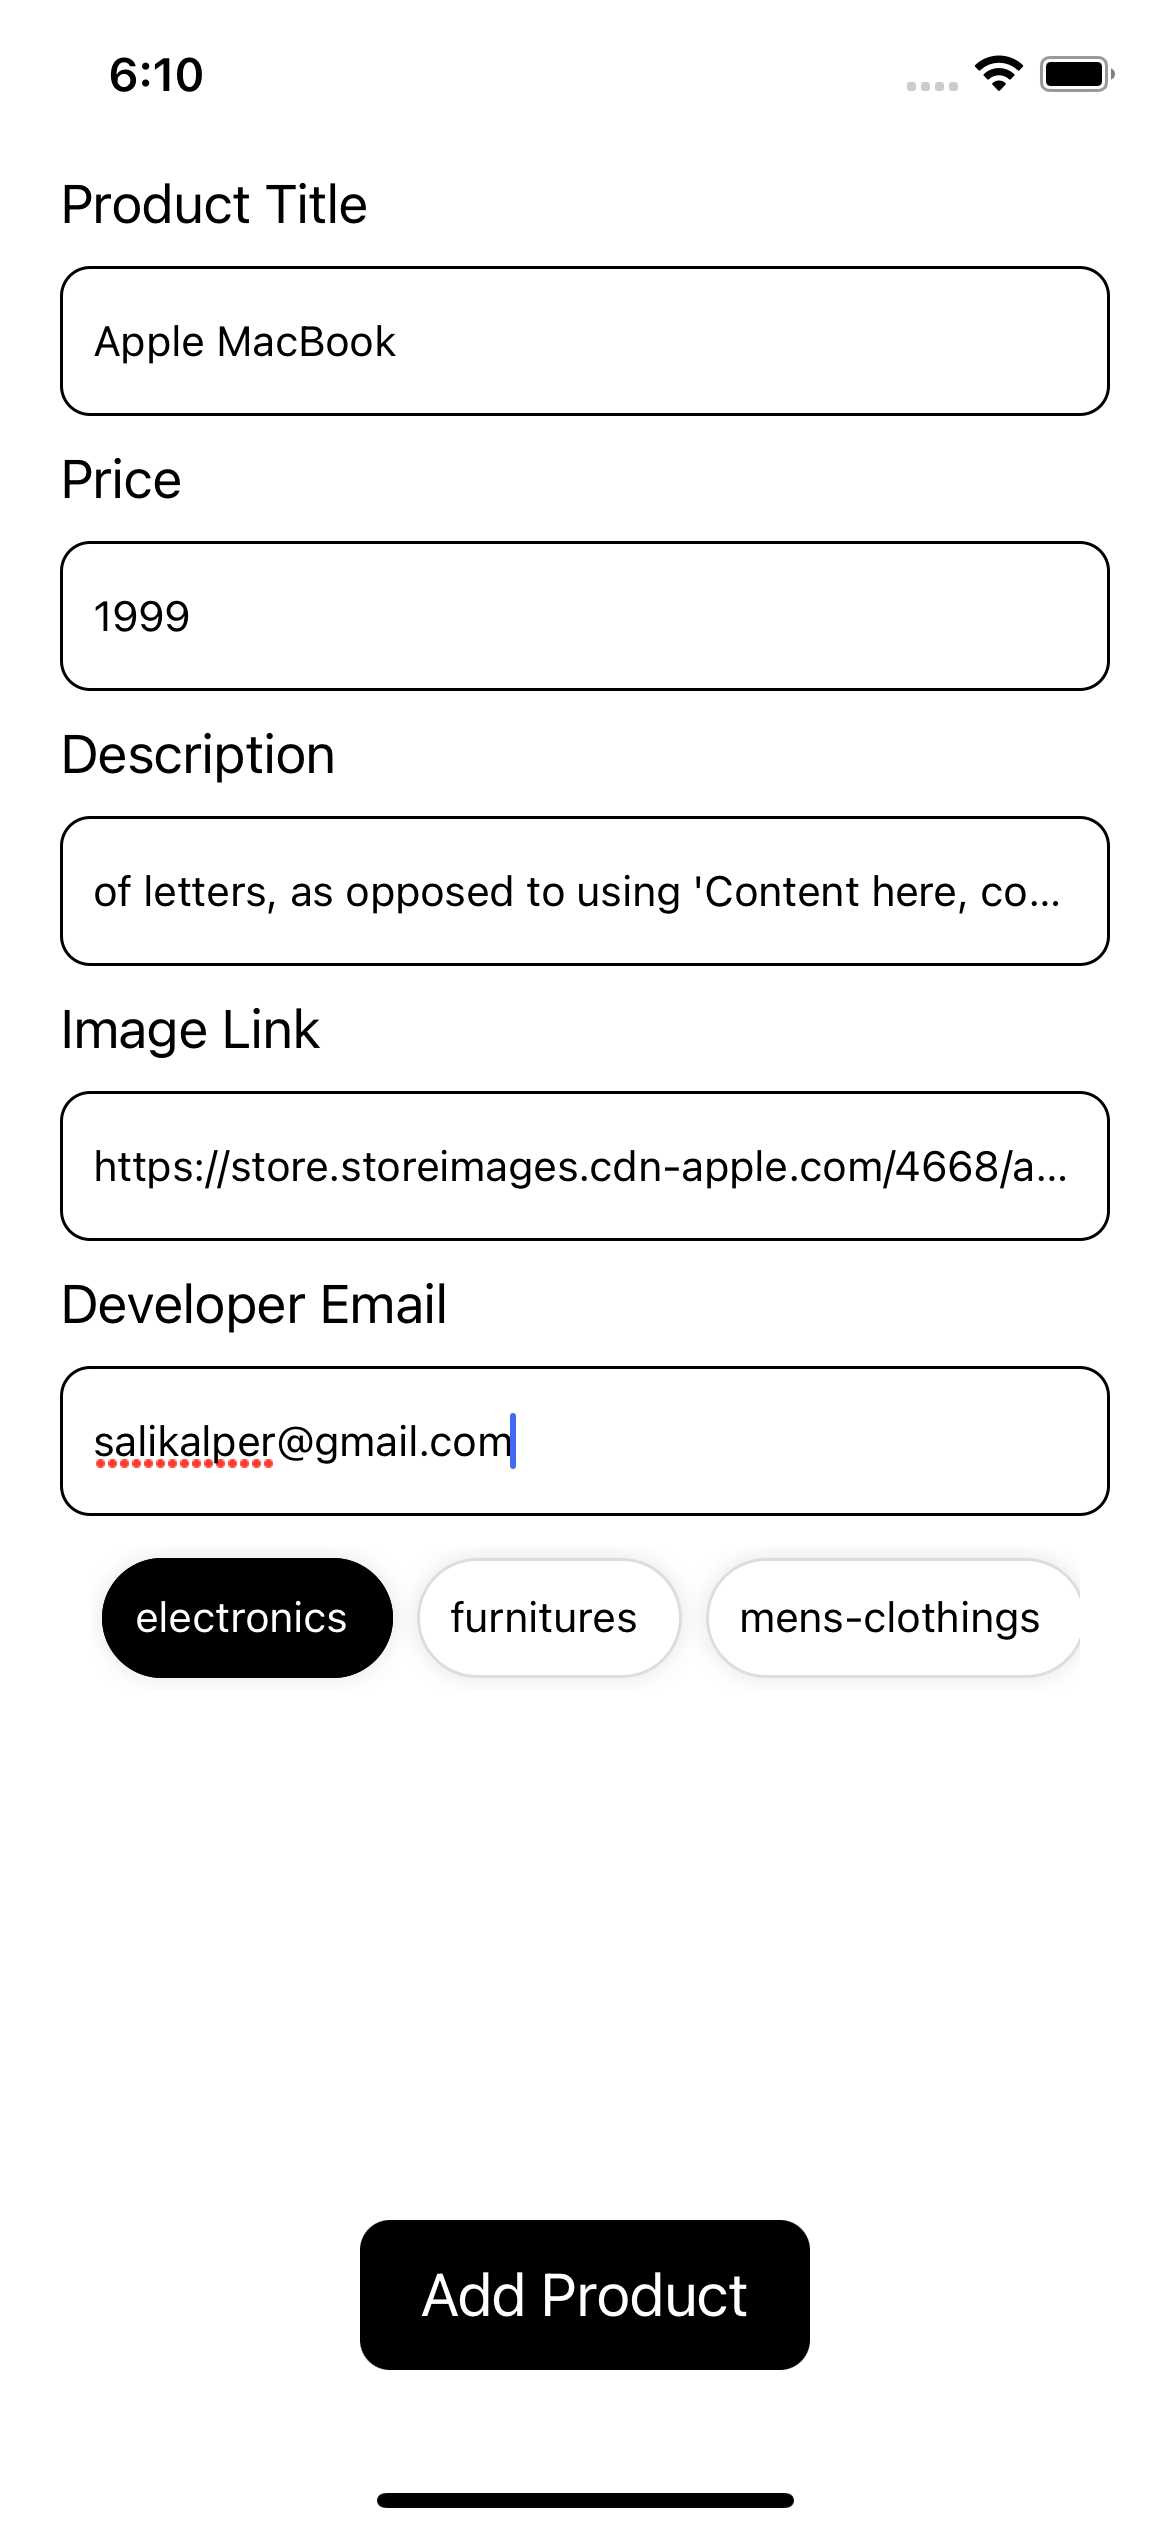 6:10
Product Title
Apple MacBook
Price
1999
Description
of letters, as opposed to using 'Content here, co...
Image Link
https://store.storeimages.cdn-apple.com/4668/a...
Developer Email
salikalper@gmail.com
electronics furnitures mens-clothings
Add Product